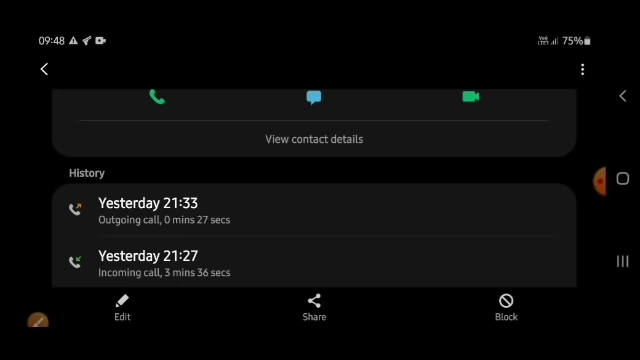 09:48
VoLTE1 75%
View contact details
History
Yesterday 21:33
Outgoing call, 0 mins 27 secs
Yesterday 21:27
Incoming call, 3 mins 36 secs
Edit
Share
Block